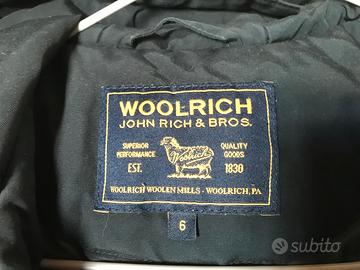 WOOLRICH
JOHN RICH & BROS.
SUPERIOR PERFORMANCE
QUALITY GOODS
Woolrich
EST. 1830
WOOLRICH WOOLEN MILLS - WOOLRICH, PA
6
subito